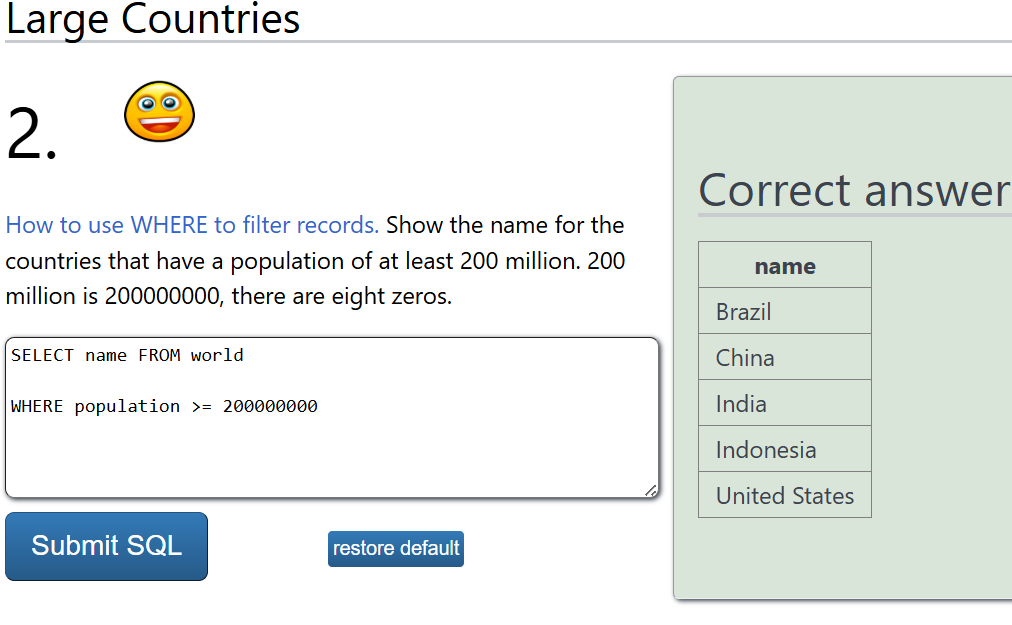 Large Countries
2.
How to use WHERE to filter records. Show the name for the
countries that have a population of at least 200 million. 200
million is 200000000, there are eight zeros.
SELECT name FROM world
WHERE population >= 200000000
Submit SQL
restore default
Correct answer
name
Brazil
China
India
Indonesia
United States